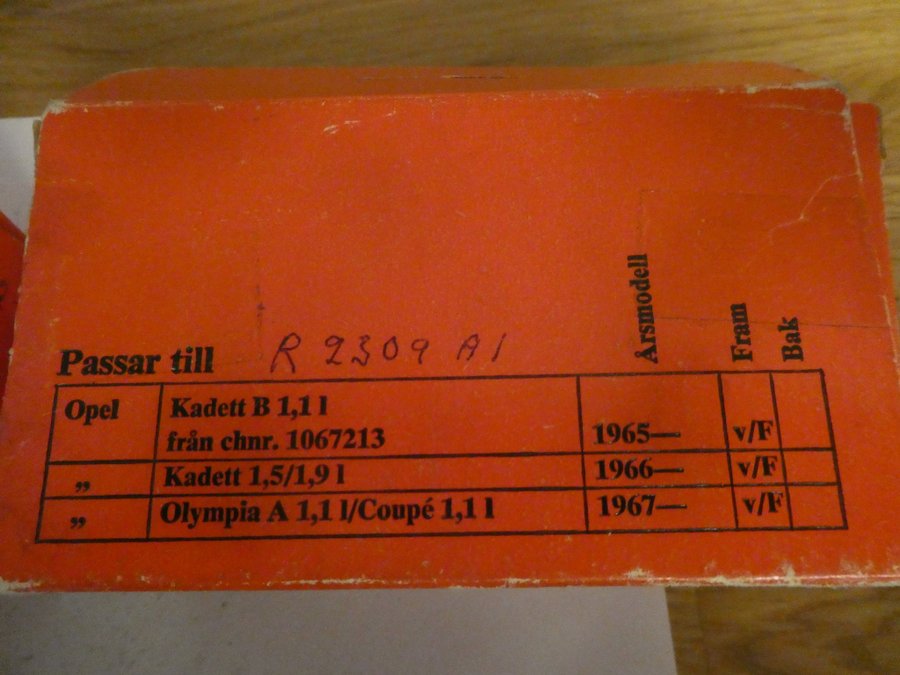 Passar till R 2309 A1 Årsmodell Fram Bak
Opel Kadett B 1,1 l
från chnr. 1067213 1965— v/F
„ Kadett 1,5/1,9 l 1966— v/F
„ Olympia A 1,1 l/Coupé 1,1 l 1967— v/F